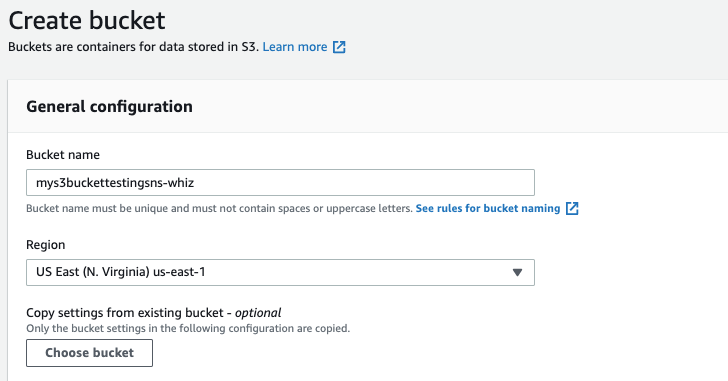 Create bucket
Buckets are containers for data stored in S3. Learn more
General configuration
Bucket name
mys3buckettestingsns-whiz
Bucket name must be unique and must not contain spaces or uppercase letters. See rules for bucket naming
Region
US East (N. Virginia) us-east-1
Copy settings from existing bucket - optional
Only the bucket settings in the following configuration are copied.
Choose bucket